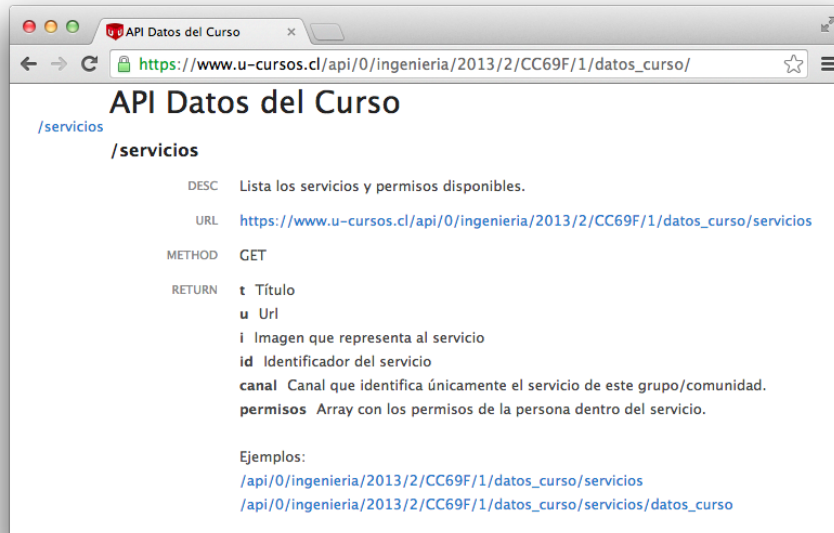 API Datos del Curso
https://www.u-cursos.cl/api/0/ingenieria/2013/2/CC69F/1/datos_curso/
API Datos del Curso
/servicios
/servicios
DESC Lista los servicios y permisos disponibles.
URL https://www.u-cursos.cl/api/0/ingenieria/2013/2/CC69F/1/datos_curso/servicios
METHOD GET
RETURN t Título
u Url
i Imagen que representa al servicio
id Identificador del servicio
canal Canal que identifica únicamente el servicio de este grupo/comunidad.
permisos Array con los permisos de la persona dentro del servicio.
Ejemplos:
/api/0/ingenieria/2013/2/CC69F/1/datos_curso/servicios
/api/0/ingenieria/2013/2/CC69F/1/datos_curso/servicios/datos_curso